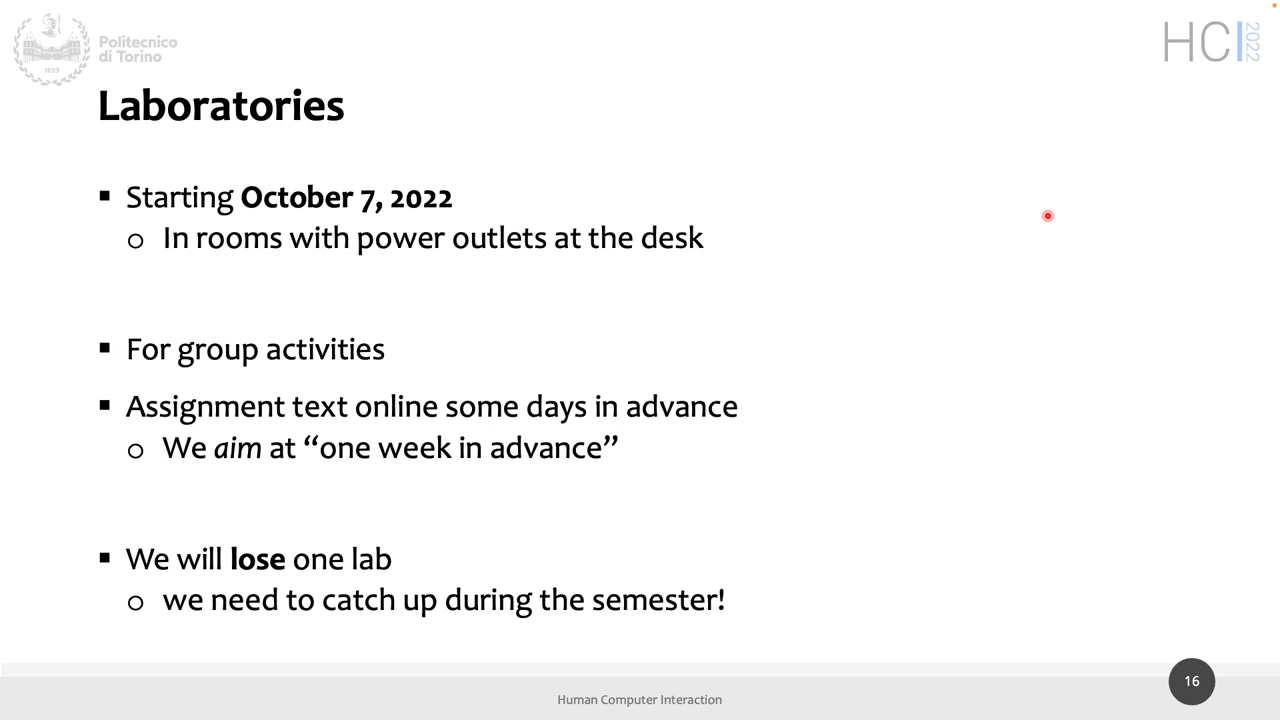 Politecnico
di Torino
1859
HCI 2022
Laboratories
▪ Starting October 7, 2022
o In rooms with power outlets at the desk
▪ For group activities
▪ Assignment text online some days in advance
o We aim at “one week in advance”
▪ We will lose one lab
o we need to catch up during the semester!
Human Computer Interaction
16